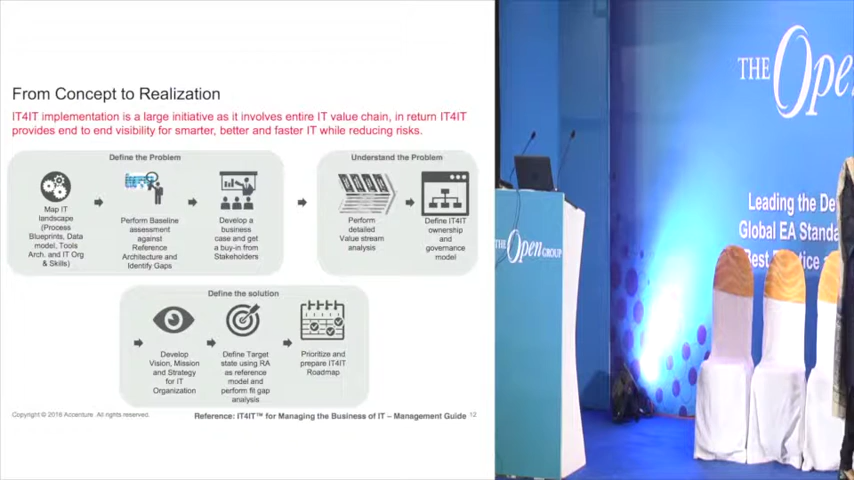 From Concept to Realization
IT4IT implementation is a large initiative as it involves entire IT value chain, in return IT4IT
provides end to end visibility for smarter, better and faster IT while reducing risks.
Define the Problem
Map IT
landscape
(Process
Blueprints, Data
model, Tools
Arch. and IT Org
& Skills)
Perform Baseline
assessment
against
Reference
Architecture and
Identify Gaps
Develop a
business
case and get
a buy-in from
Stakeholders
Understand the Problem
Perform
detailed
Value stream
analysis
Define IT4IT
ownership
and
governance
model
Define the solution
Develop
Vision, Mission
and Strategy
for IT
Organization
Define Target
state using RA
as reference
model and
perform fit gap
analysis
Prioritize and
prepare IT4IT
Roadmap
Copyright © 2016 Accenture All rights reserved.
Reference: IT4IT™ for Managing the Business of IT – Management Guide 12
THE Open GROUP
THE Open
Leading the De
Global EA Standa
Best Practice a